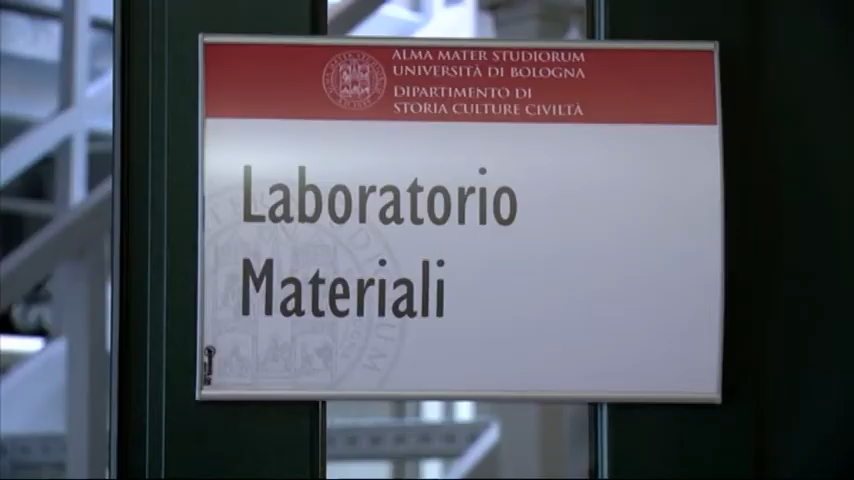 ALMA MATER STUDIORUM
UNIVERSITÀ DI BOLOGNA
DIPARTIMENTO DI
STORIA CULTURE CIVILTÀ
Laboratorio
Materiali